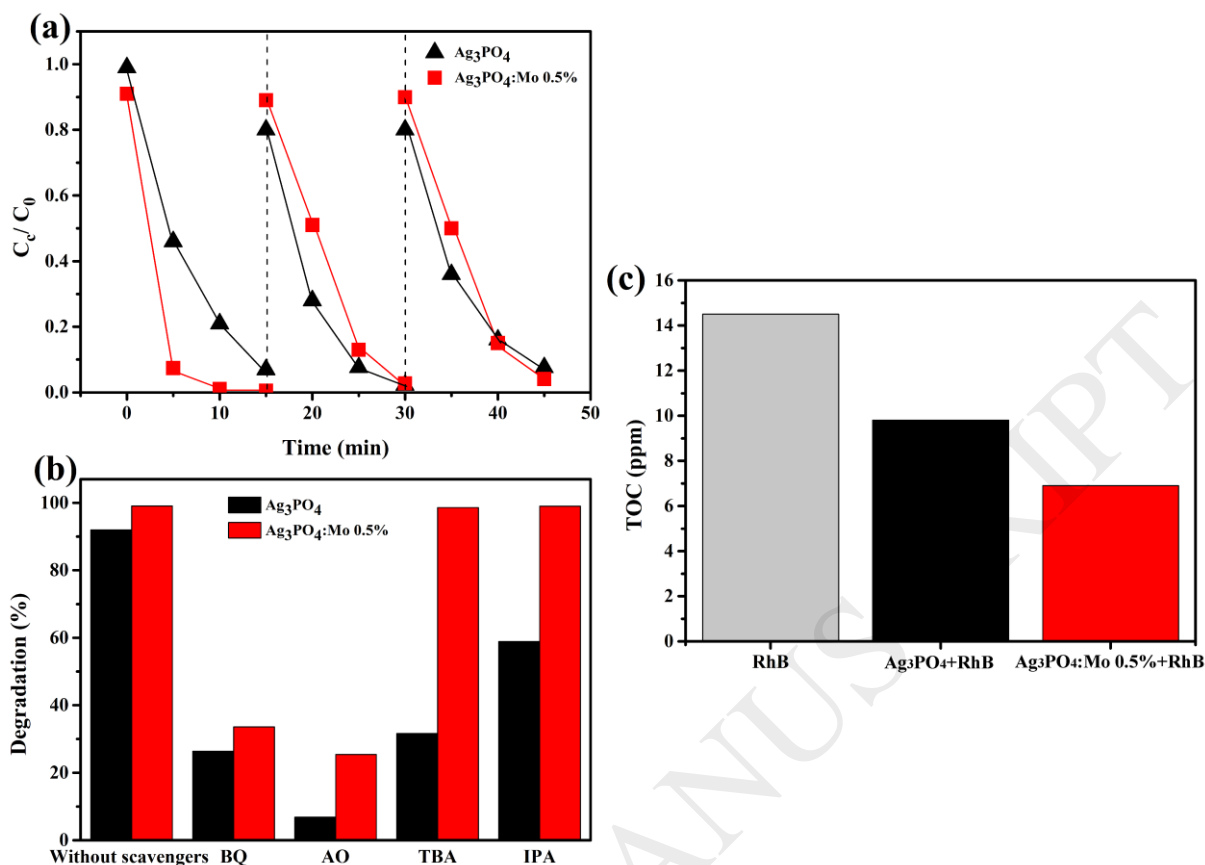 (a)
Ag₃PO₄
Ag₃PO₄:Mo 0.5%
1.0
0.8
0.6
0.4
0.2
0.0
C_c/ C₀
0 10 20 30 40 50
Time (min)
(b)
Ag₃PO₄
Ag₃PO₄:Mo 0.5%
100
80
60
40
20
0
Degradation (%)
Without scavengers BQ AO TBA IPA
(c)
16
14
12
10
8
6
4
2
0
TOC (ppm)
RhB Ag₃PO₄+RhB Ag₃PO₄:Mo 0.5%+RhB